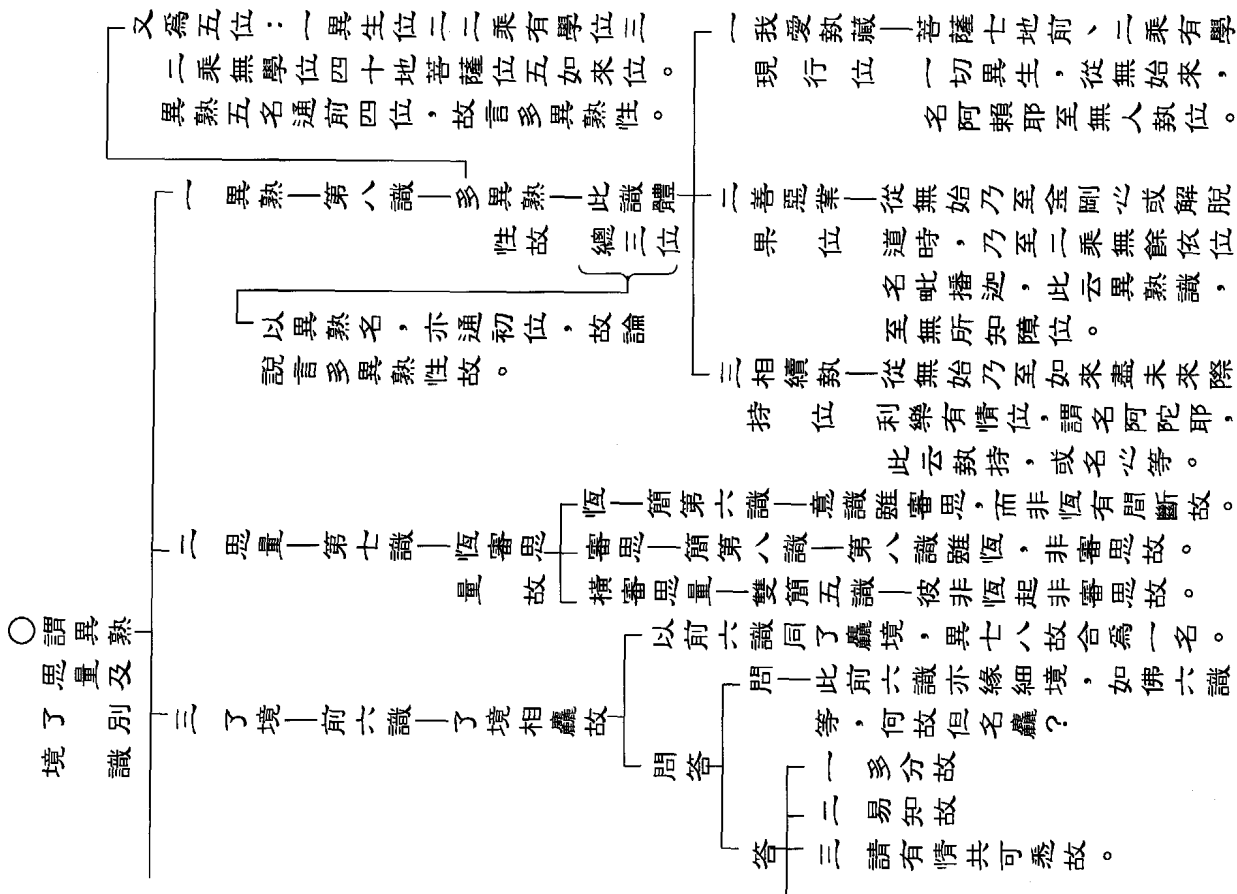 ○謂異熟
思量及
了別
境識
一異熟—第八識—多異熟
性故
此識體
總三位
又為五位：一異生位二二乘有學位三
二乘無學位四十地菩薩位五如來位。
異熟五名通前四位，故言多異熟性。
以異熟名，亦通初位，故論
說言多異熟性故。
一我愛執藏
現行位
菩薩七地前、二乘有學
一切異生，從無始來，
名阿賴耶至無人執位。
二善惡業
果位
從無始乃至金剛心或解脫
道時，乃至二乘無餘依位
名毗播迦，此云異熟識，
至無所知障位。
三相續執
持位
從無始乃至如來盡未來際
利樂有情位，謂名阿陀耶，
此云執持，或名心等。
二思量—第七識—恆審思
量故
恆—簡第六識—意識雖審思，而非恆有間斷故。
審思—簡第八識—第八識雖恆，非審思故。
橫審思量—雙簡五識—彼非恆起非審思故。
三了境—前六識—了境相麤故
以前六識同了麤境，異七八故合為一名。
問答
問—此前六識亦緣細境，如佛六識
等，何故但名麤？
答
一多分故
二易知故
三請有情共可悉故。